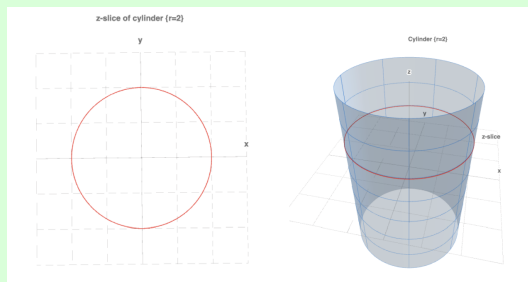 z-slice of cylinder {r=2}
y
x
Cylinder {r=2}
z
y
z-slice
x